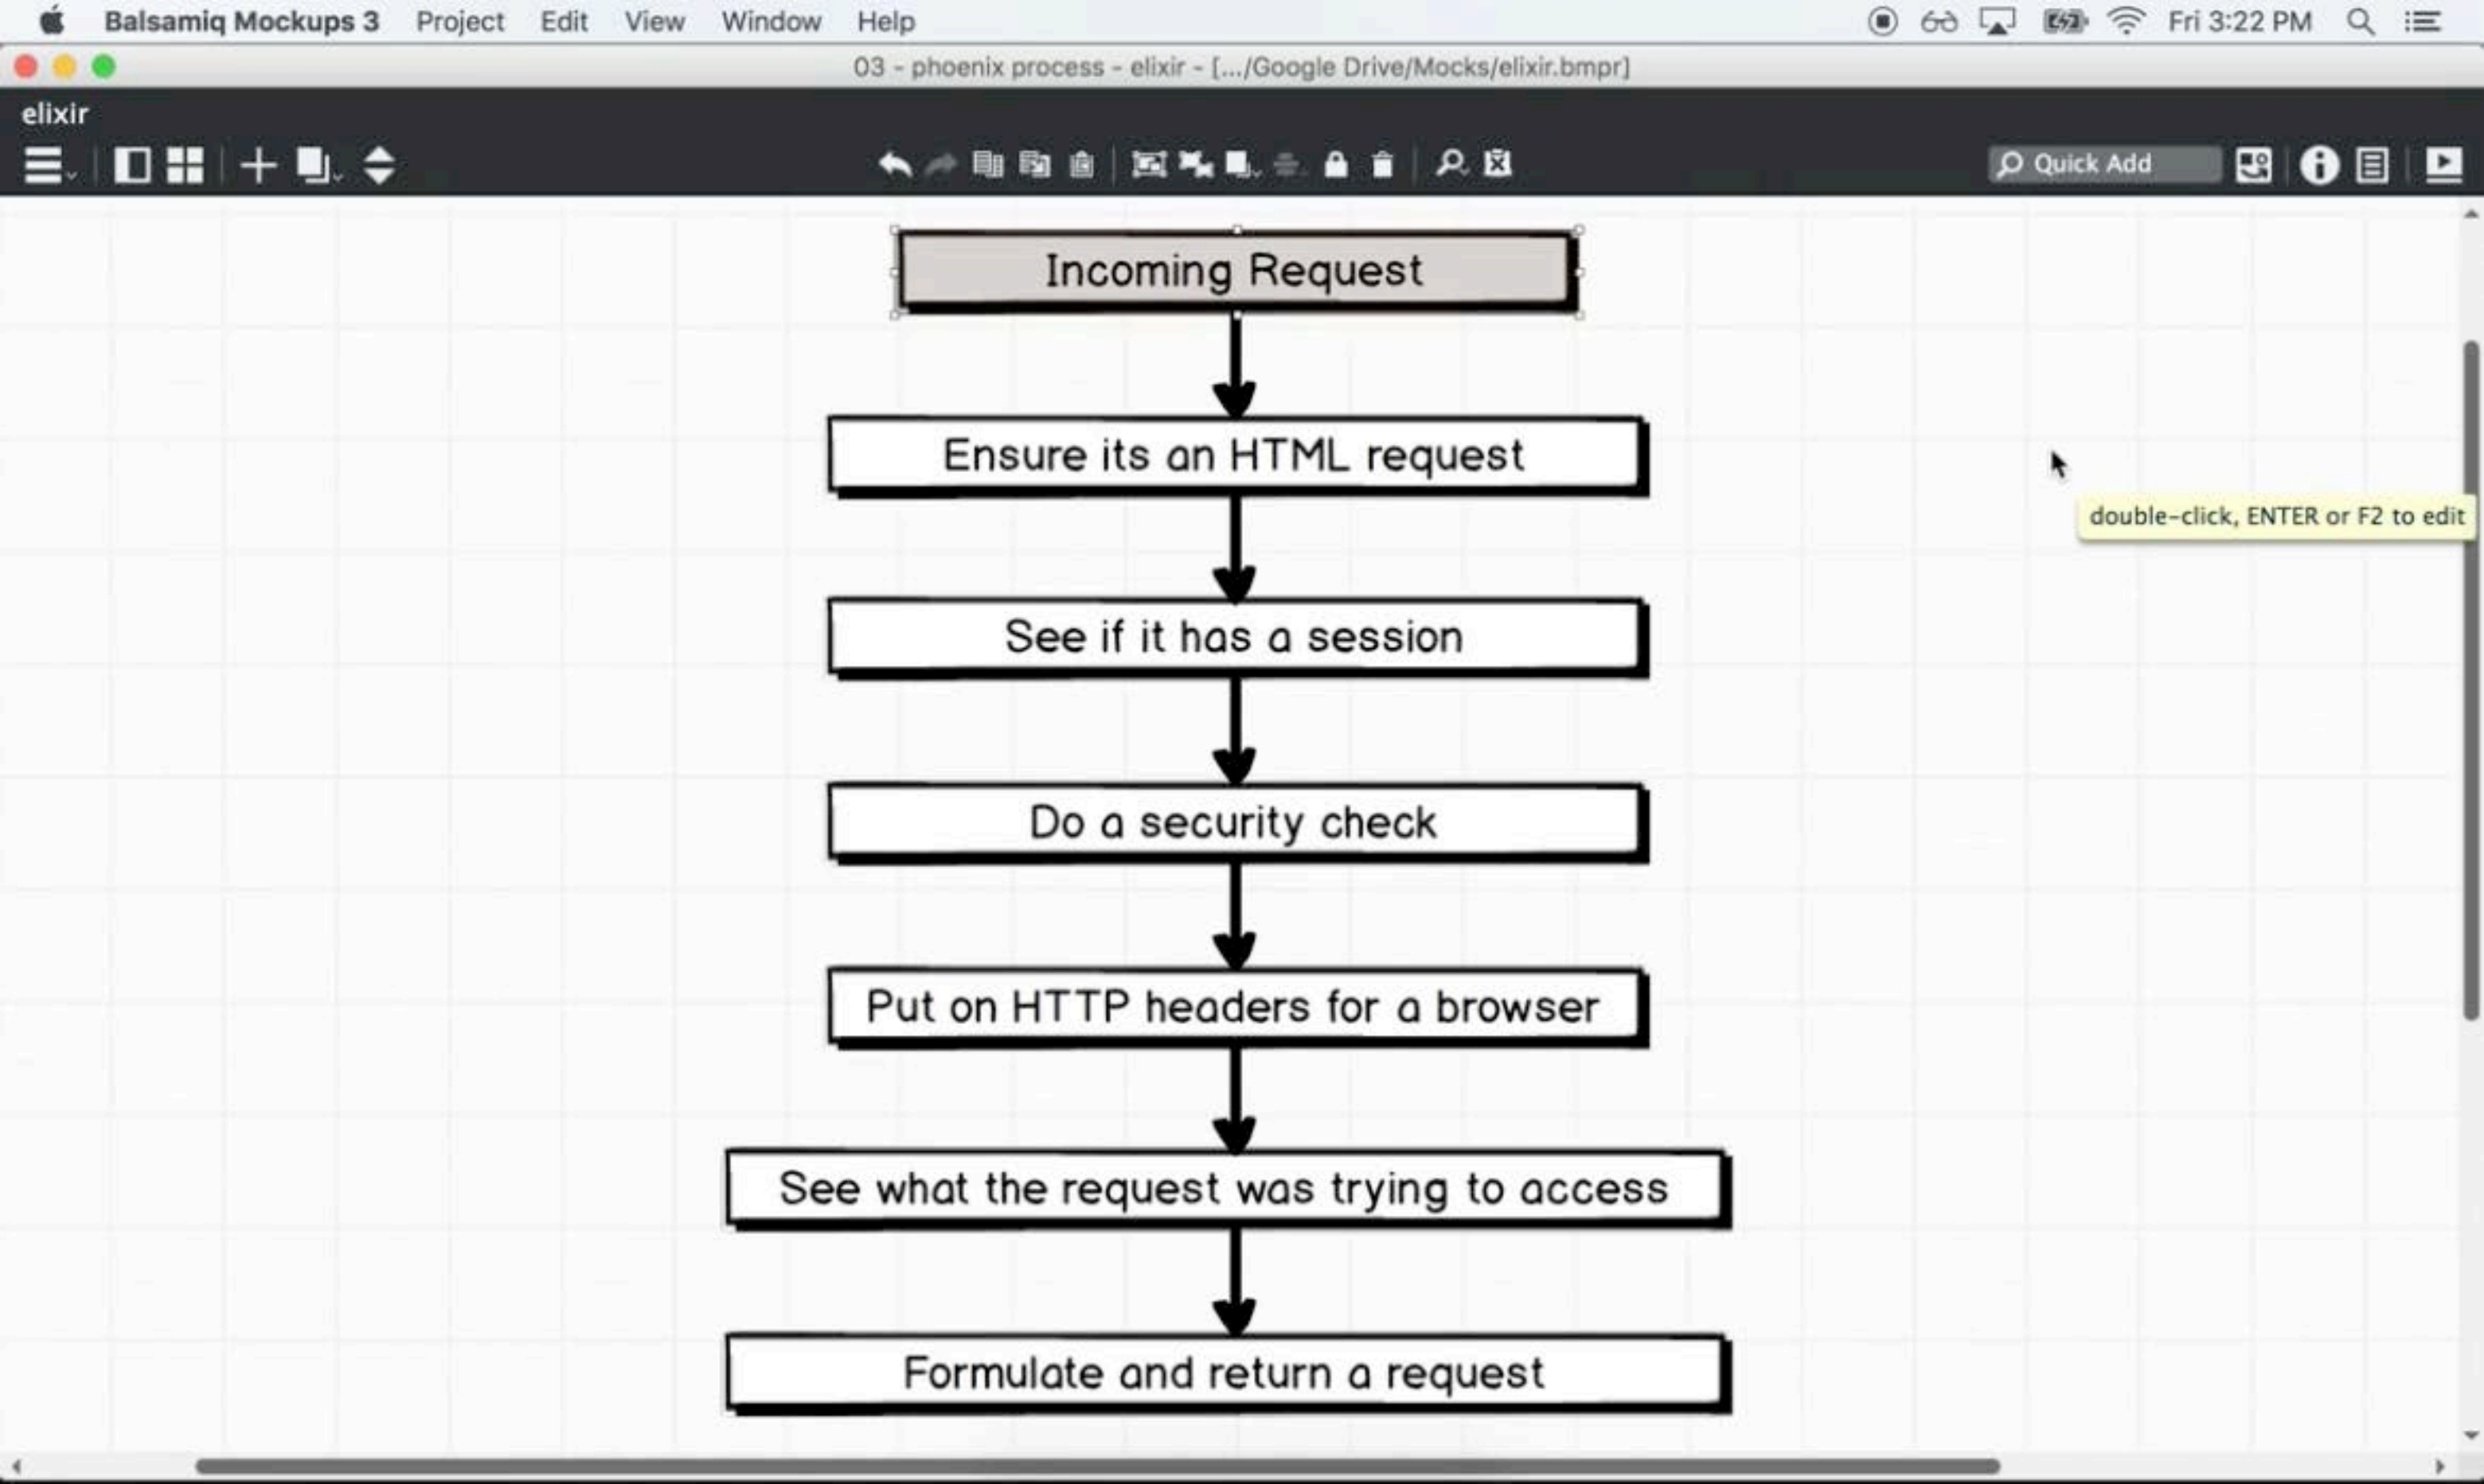 Balsamiq Mockups 3 Project Edit View Window Help Fri 3:22 PM
03 - phoenix process - elixir - [.../Google Drive/Mocks/elixir.bmpr]
elixir
Quick Add
Incoming Request
Ensure its an HTML request
double-click, ENTER or F2 to edit
See if it has a session
Do a security check
Put on HTTP headers for a browser
See what the request was trying to access
Formulate and return a request